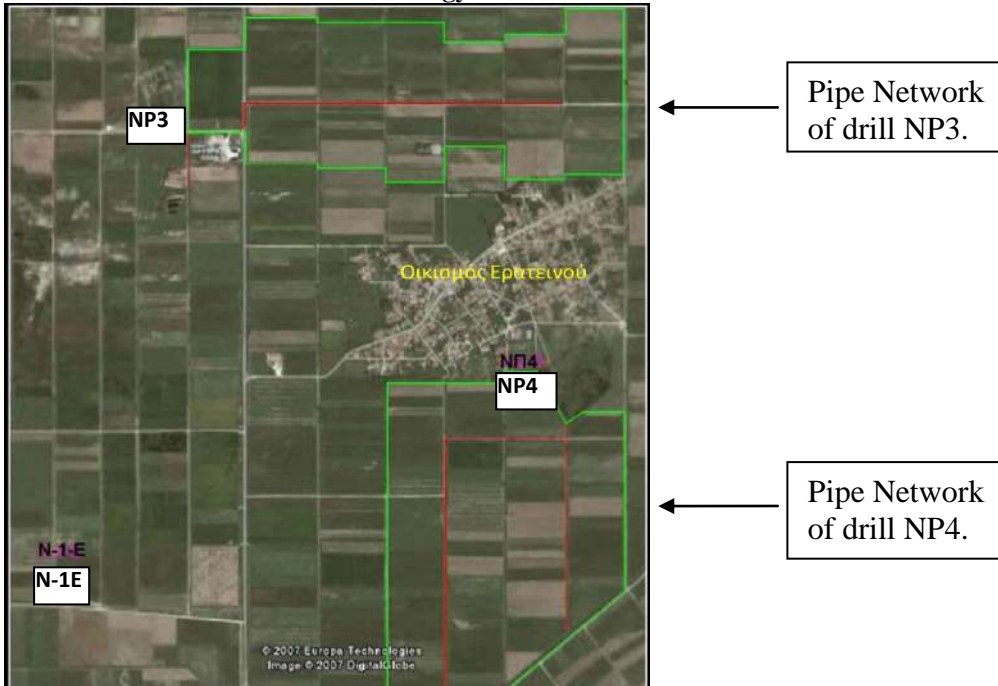 NP3
Pipe Network
of drill NP3.
Οικισμός Ερατεινού
ΝΠ4
NP4
Pipe Network
of drill NP4.
N-1-E
N-1E
© 2007 Europa Technologies
Image © 2007 DigitalGlobe